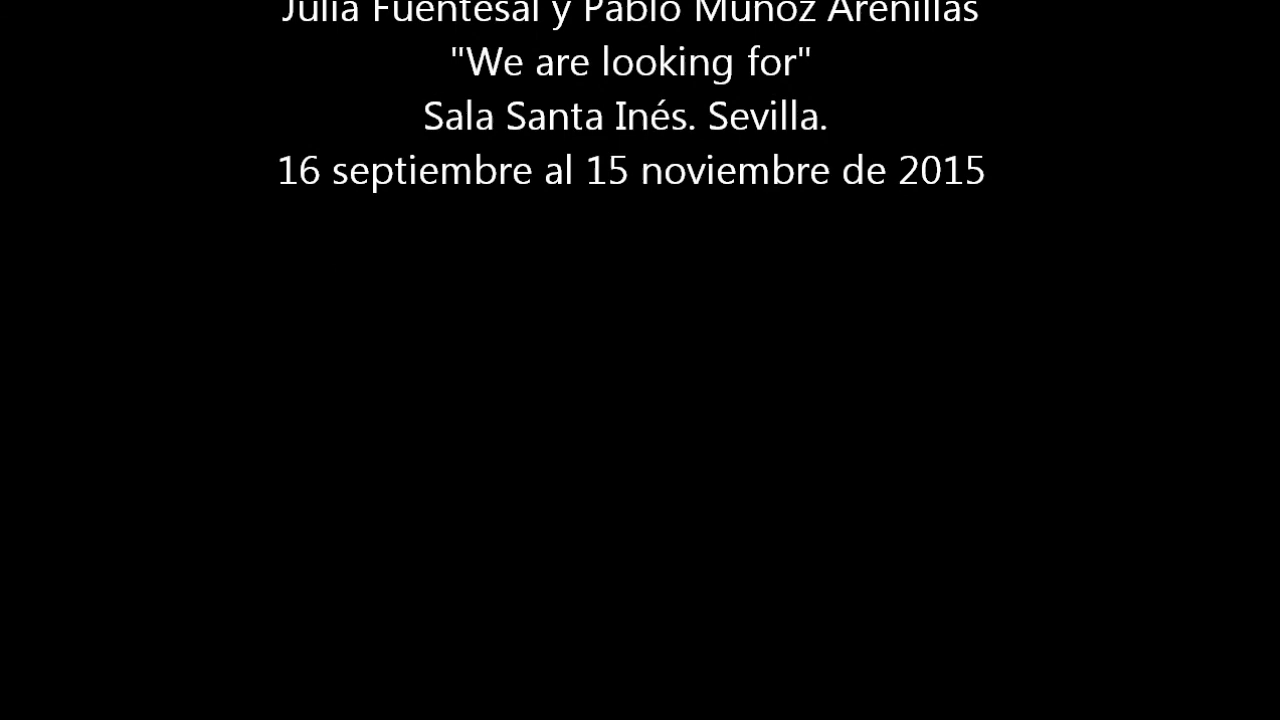 Julia Fuentesal y Pablo Muñoz Arenillas
"We are looking for"
Sala Santa Inés. Sevilla.
16 septiembre al 15 noviembre de 2015